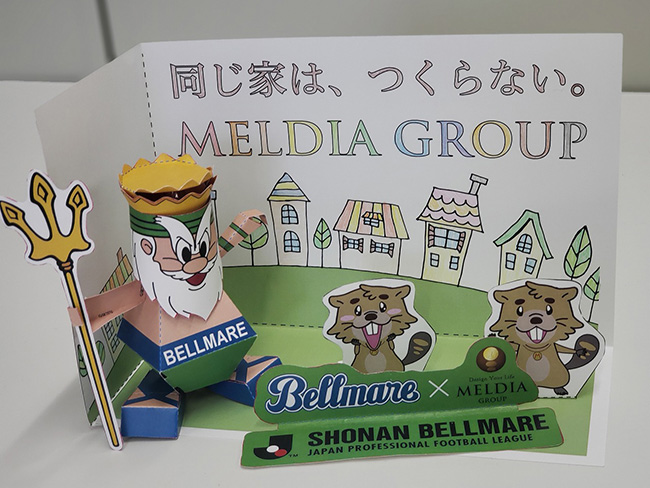 同じ家は、つくらない。
MELDIA GROUP
BELLMARE
Bellmare × Design Your Life MELDIA GROUP
SHONAN BELLMARE
JAPAN PROFESSIONAL FOOTBALL LEAGUE